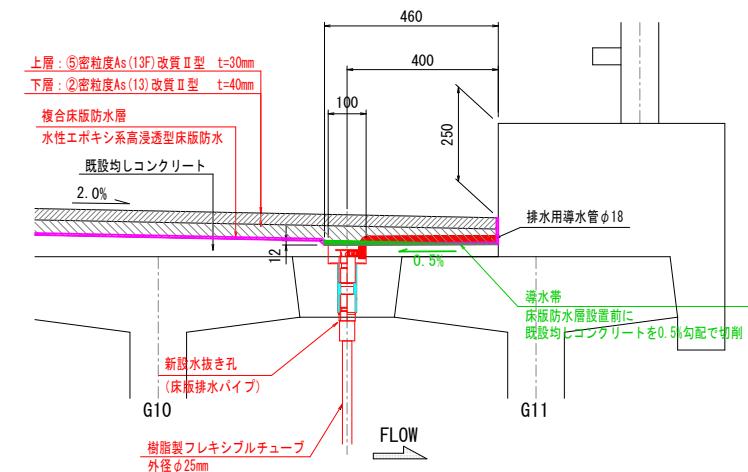 460
400
上層：⑤密粒度As(13F)改質Ⅱ型 t=30mm
下層：②密粒度As(13)改質Ⅱ型 t=40mm
100
複合床版防水層
水性エポキシ系高浸透型床版防水
250
既設均しコンクリート
2.0%
排水用導水管φ18
12
0.5%
導水帯
床版防水層設置前に
既設均しコンクリートを0.5%勾配で切削
新設水抜き孔
(床版排水パイプ)
G10
G11
FLOW
樹脂製フレキシブルチューブ
外径φ25mm